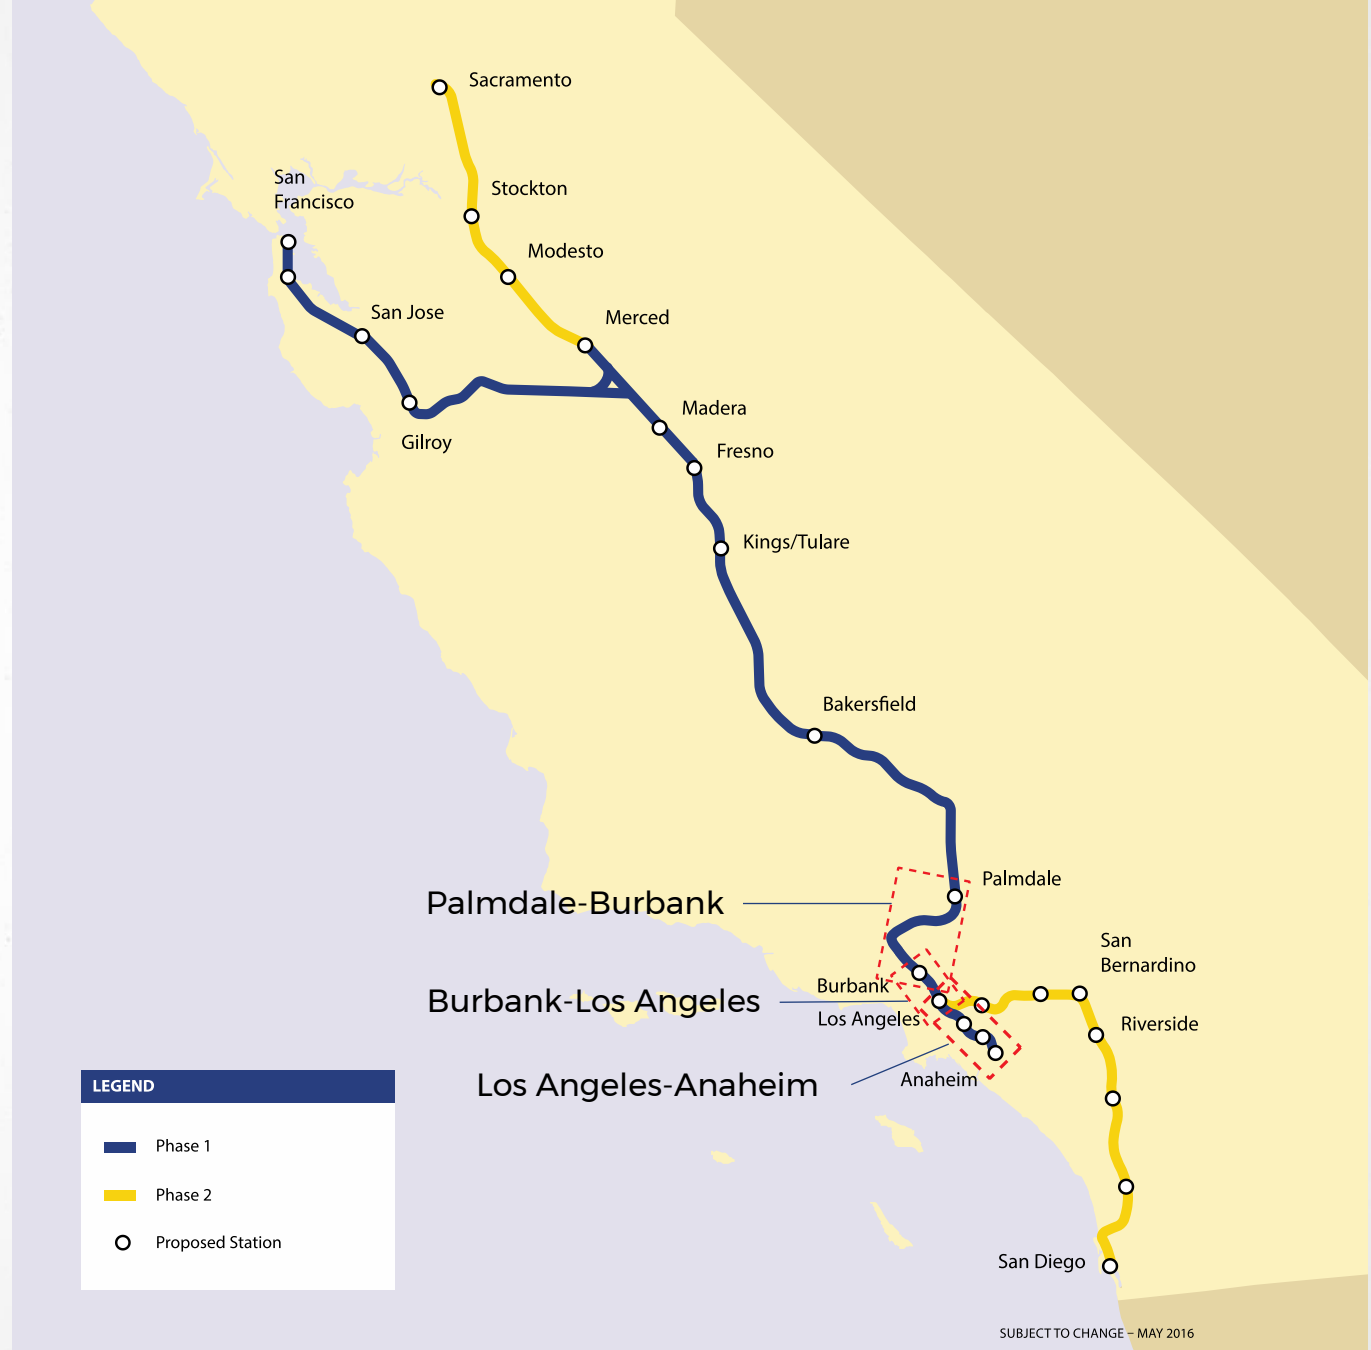 Sacramento
San
Francisco
Stockton
Modesto
San Jose
Merced
Madera
Gilroy
Fresno
Kings/Tulare
Bakersfield
Palmdale
Palmdale-Burbank
San
Bernardino
Burbank
Burbank-Los Angeles
Los Angeles
Riverside
Los Angeles-Anaheim
Anaheim
LEGEND
Phase 1
Phase 2
Proposed Station
San Diego
SUBJECT TO CHANGE – MAY 2016